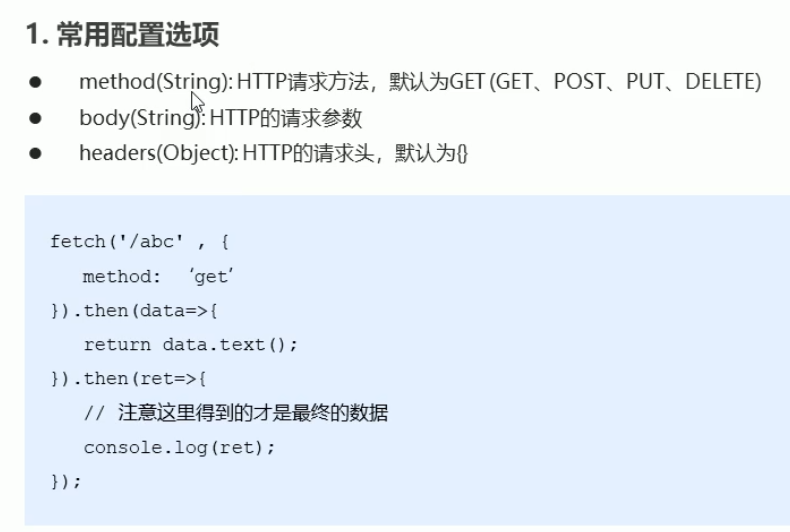 1. 常用配置选项
● method(String): HTTP请求方法，默认为GET (GET、POST、PUT、DELETE)
● body(String): HTTP的请求参数
● headers(Object): HTTP的请求头，默认为{}
fetch('/abc' , {
method: ‘get’
}).then(data=>{
return data.text();
}).then(ret=>{
// 注意这里得到的才是最终的数据
console.log(ret);
});